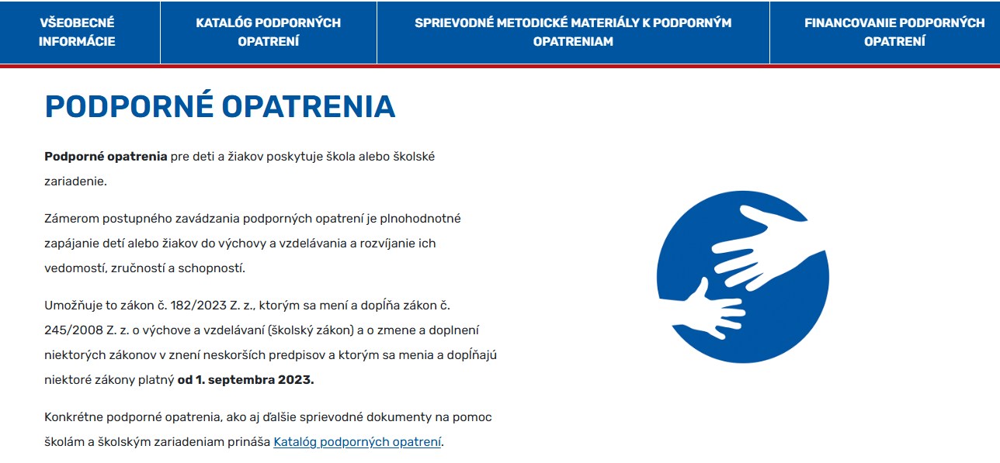 VŠEOBECNÉ
INFORMÁCIE
KATALÓG PODPORNÝCH
OPATRENÍ
SPRIEVODNÉ METODICKÉ MATERIÁLY K PODPORNÝM
OPATRENIAM
FINANCOVANIE PODPORNÝCH
OPATRENÍ
PODPORNÉ OPATRENIA
Podporné opatrenia pre deti a žiakov poskytuje škola alebo školské
zariadenie.
Zámerom postupného zavádzania podporných opatrení je plnohodnotné
zapájanie detí alebo žiakov do výchovy a vzdelávania a rozvíjanie ich
vedomostí, zručností a schopností.
Umožňuje to zákon č. 182/2023 Z. z., ktorým sa mení a dopĺňa zákon č.
245/2008 Z. z. o výchove a vzdelávaní (školský zákon) a o zmene a doplnení
niektorých zákonov v znení neskorších predpisov a ktorým sa menia a dopĺňajú
niektoré zákony platný od 1. septembra 2023.
Konkrétne podporné opatrenia, ako aj ďalšie sprievodné dokumenty na pomoc
školám a školským zariadeniam prináša Katalóg podporných opatrení.